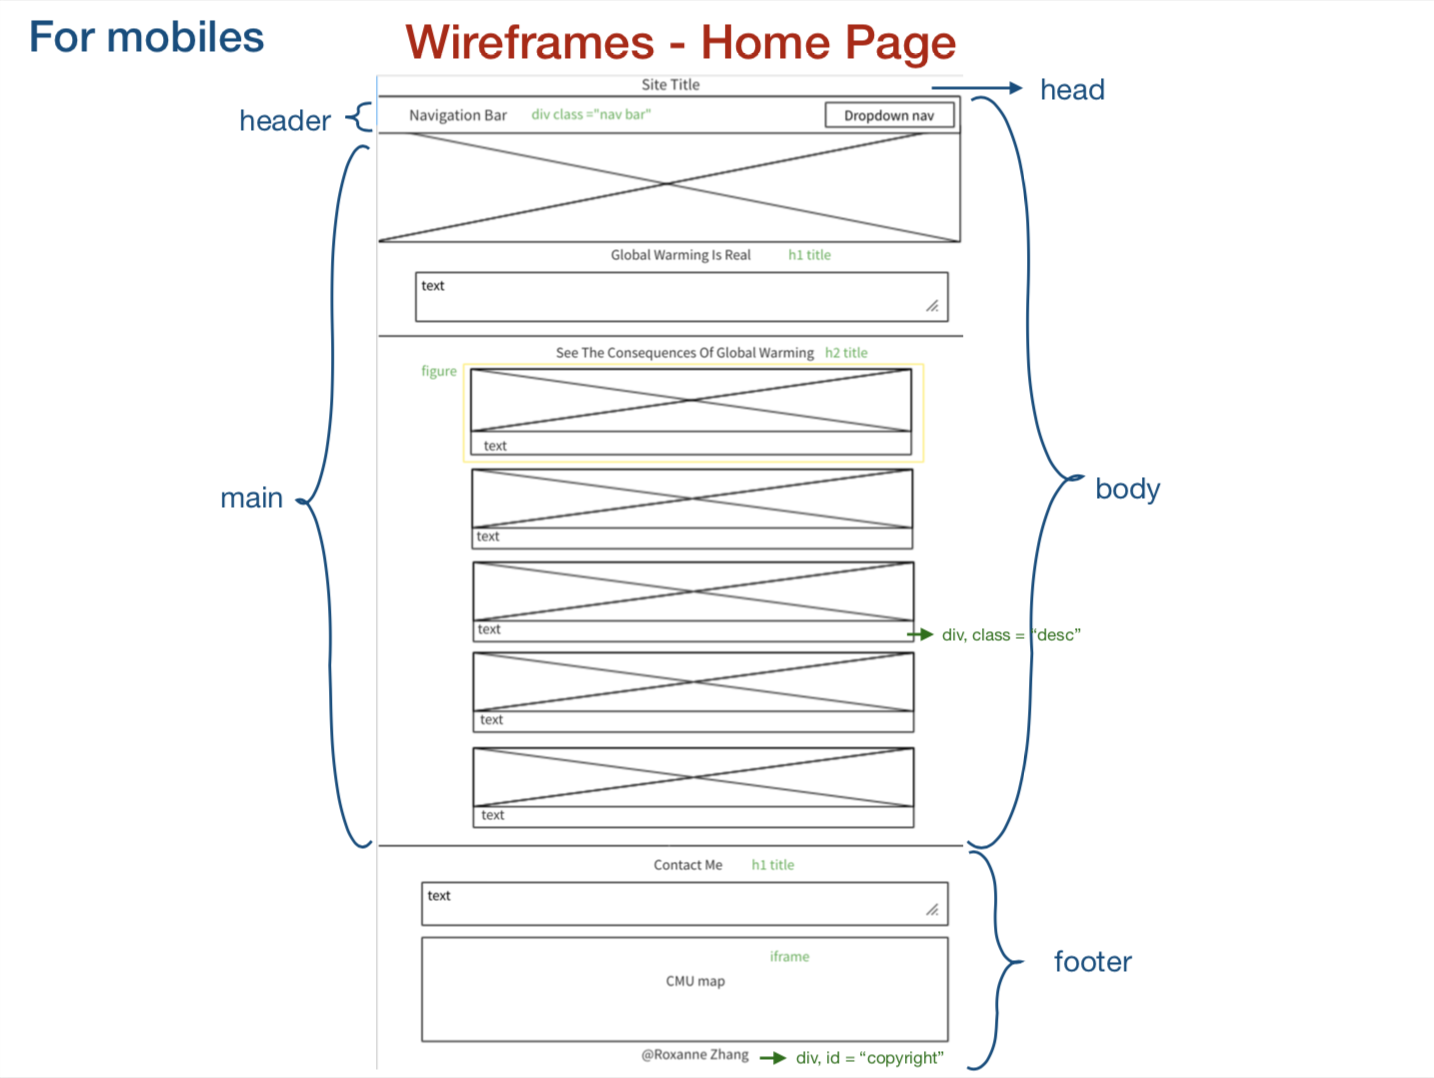 For mobiles
Wireframes - Home Page
Site Title
head
header
Navigation Bar
div class ="nav bar"
Dropdown nav
Global Warming Is Real
h1 title
text
See The Consequences Of Global Warming
h2 title
figure
text
main
body
text
text
div, class = “desc”
text
text
Contact Me
h1 title
text
iframe
CMU map
footer
@Roxanne Zhang
div, id = “copyright”